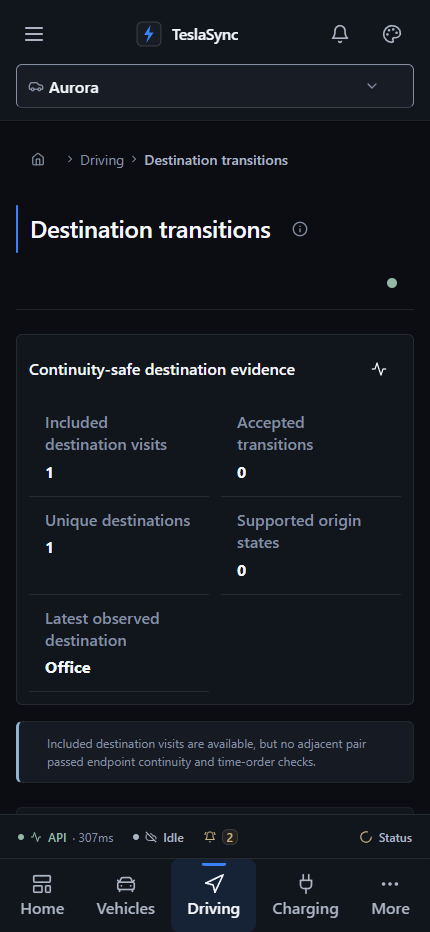 TeslaSync
Aurora
Driving
Destination transitions
Destination transitions
Continuity-safe destination evidence
Included
destination visits
1
Accepted
transitions
0
Unique destinations
1
Supported origin
states
0
Latest observed
destination
Office
Included destination visits are available, but no adjacent pair
passed endpoint continuity and time-order checks.
API · 307ms
Idle
2
Status
Home
Vehicles
Driving
Charging
More